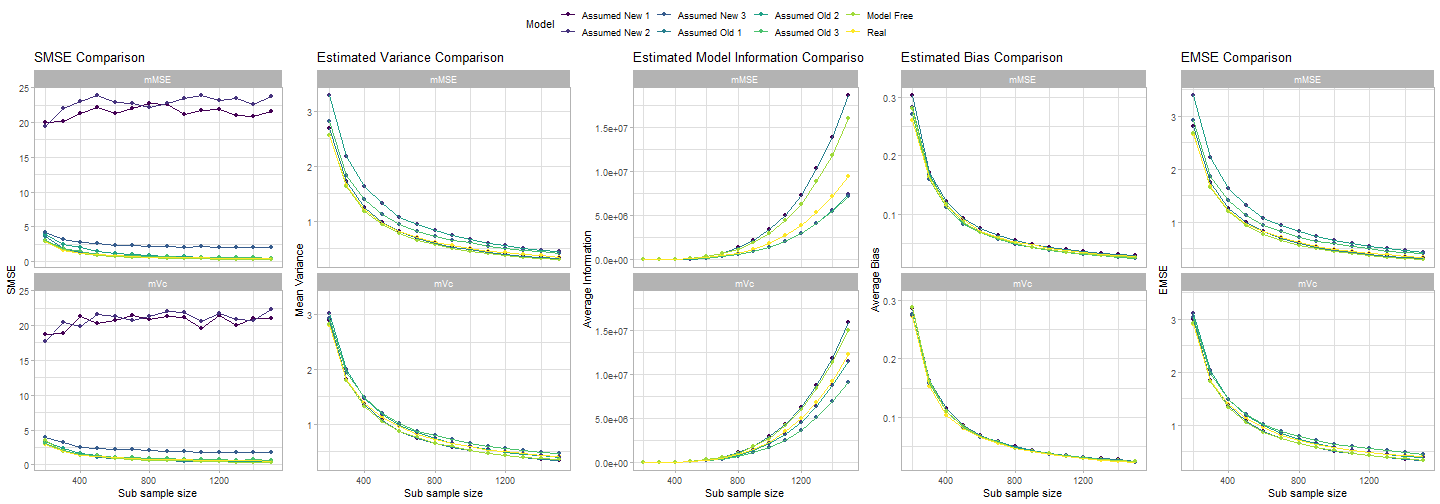 Model
Assumed New 1 Assumed New 3 Assumed Old 2 Model Free
Assumed New 2 Assumed Old 1 Assumed Old 3 Real
SMSE Comparison
mMSE
25
20
15
10
5
0
mVc
25
20
15
10
5
0
SMSE
400 800 1200
Sub sample size
Estimated Variance Comparison
mMSE
3
2
1
mVc
3
2
1
Mean Variance
400 800 1200
Sub sample size
Estimated Model Information Compariso
mMSE
1.5e+07
1.0e+07
5.0e+06
0.0e+00
mVc
1.5e+07
1.0e+07
5.0e+06
0.0e+00
Average Information
400 800 1200
Sub sample size
Estimated Bias Comparison
mMSE
0.3
0.2
0.1
mVc
0.3
0.2
0.1
Average Bias
400 800 1200
Sub sample size
EMSE Comparison
mMSE
3
2
1
mVc
3
2
1
EMSE
400 800 1200
Sub sample size